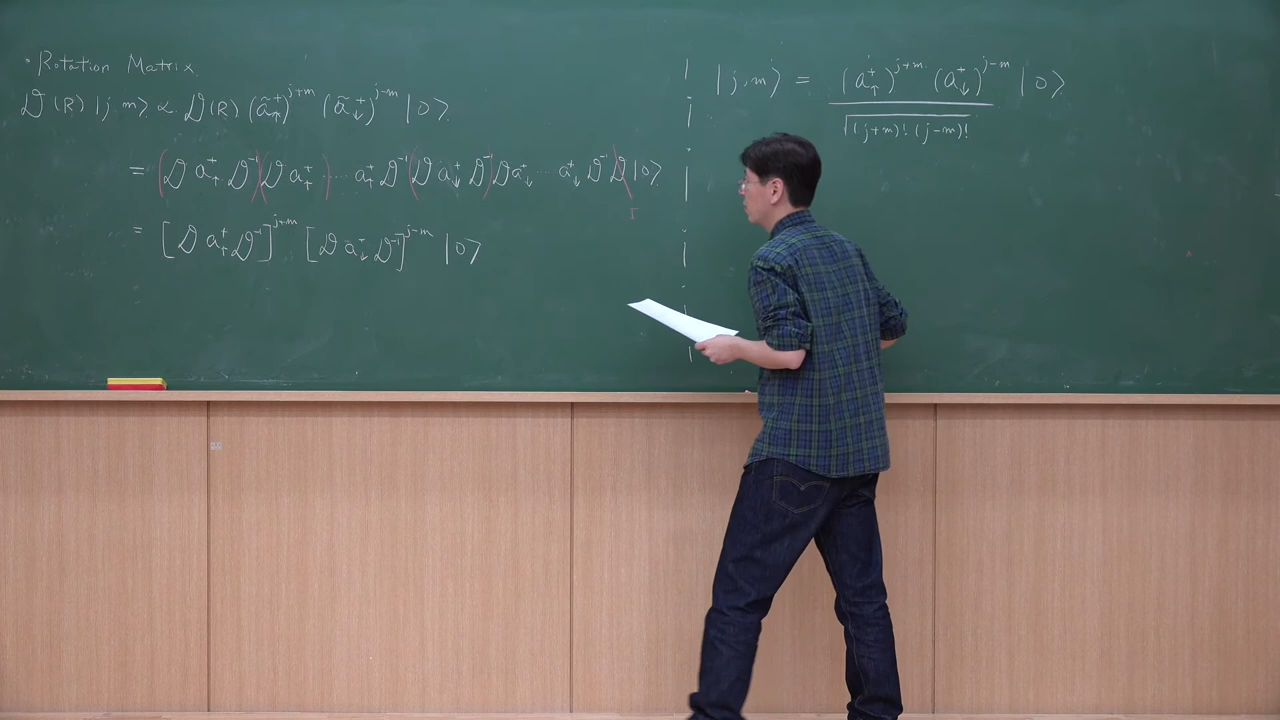 · Rotation Matrix.
𝒟(R) |j, m⟩ ∝ 𝒟(R) (ã↑⁺)^{j+m} (ã↓⁺)^{j-m} |0⟩
= (𝒟 a↑⁺ 𝒟⁻¹)(𝒟 a↑⁺ ) ··· a↑⁺ 𝒟⁻¹ (𝒟 a↓⁺ 𝒟⁻¹) 𝒟 a↓⁺ ··· a↓⁺ 𝒟⁻¹ 𝒟 |0⟩
I
= [𝒟 a↑⁺ 𝒟⁻¹]^{j+m} [𝒟 a↓⁺ 𝒟⁻¹]^{j-m} |0⟩
|j, m⟩ = (a↑⁺)^{j+m} (a↓⁺)^{j-m} |0⟩
√(j+m)! (j-m)!